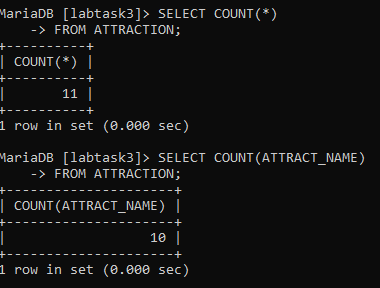 MariaDB [labtask3]> SELECT COUNT(*)
    -> FROM ATTRACTION;
+----------+
| COUNT(*) |
+----------+
|       11 |
+----------+
1 row in set (0.000 sec)

MariaDB [labtask3]> SELECT COUNT(ATTRACT_NAME)
    -> FROM ATTRACTION;
+---------------------+
| COUNT(ATTRACT_NAME) |
+---------------------+
|                  10 |
+---------------------+
1 row in set (0.000 sec)